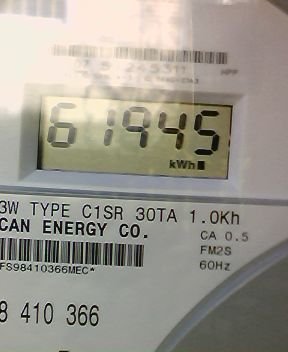 61945
kWh
3W TYPE C1SR 30TA 1.0Kh
CAN ENERGY CO.
CA 0.5
FM2S
60Hz
FS98410366MEC*
8 410 366